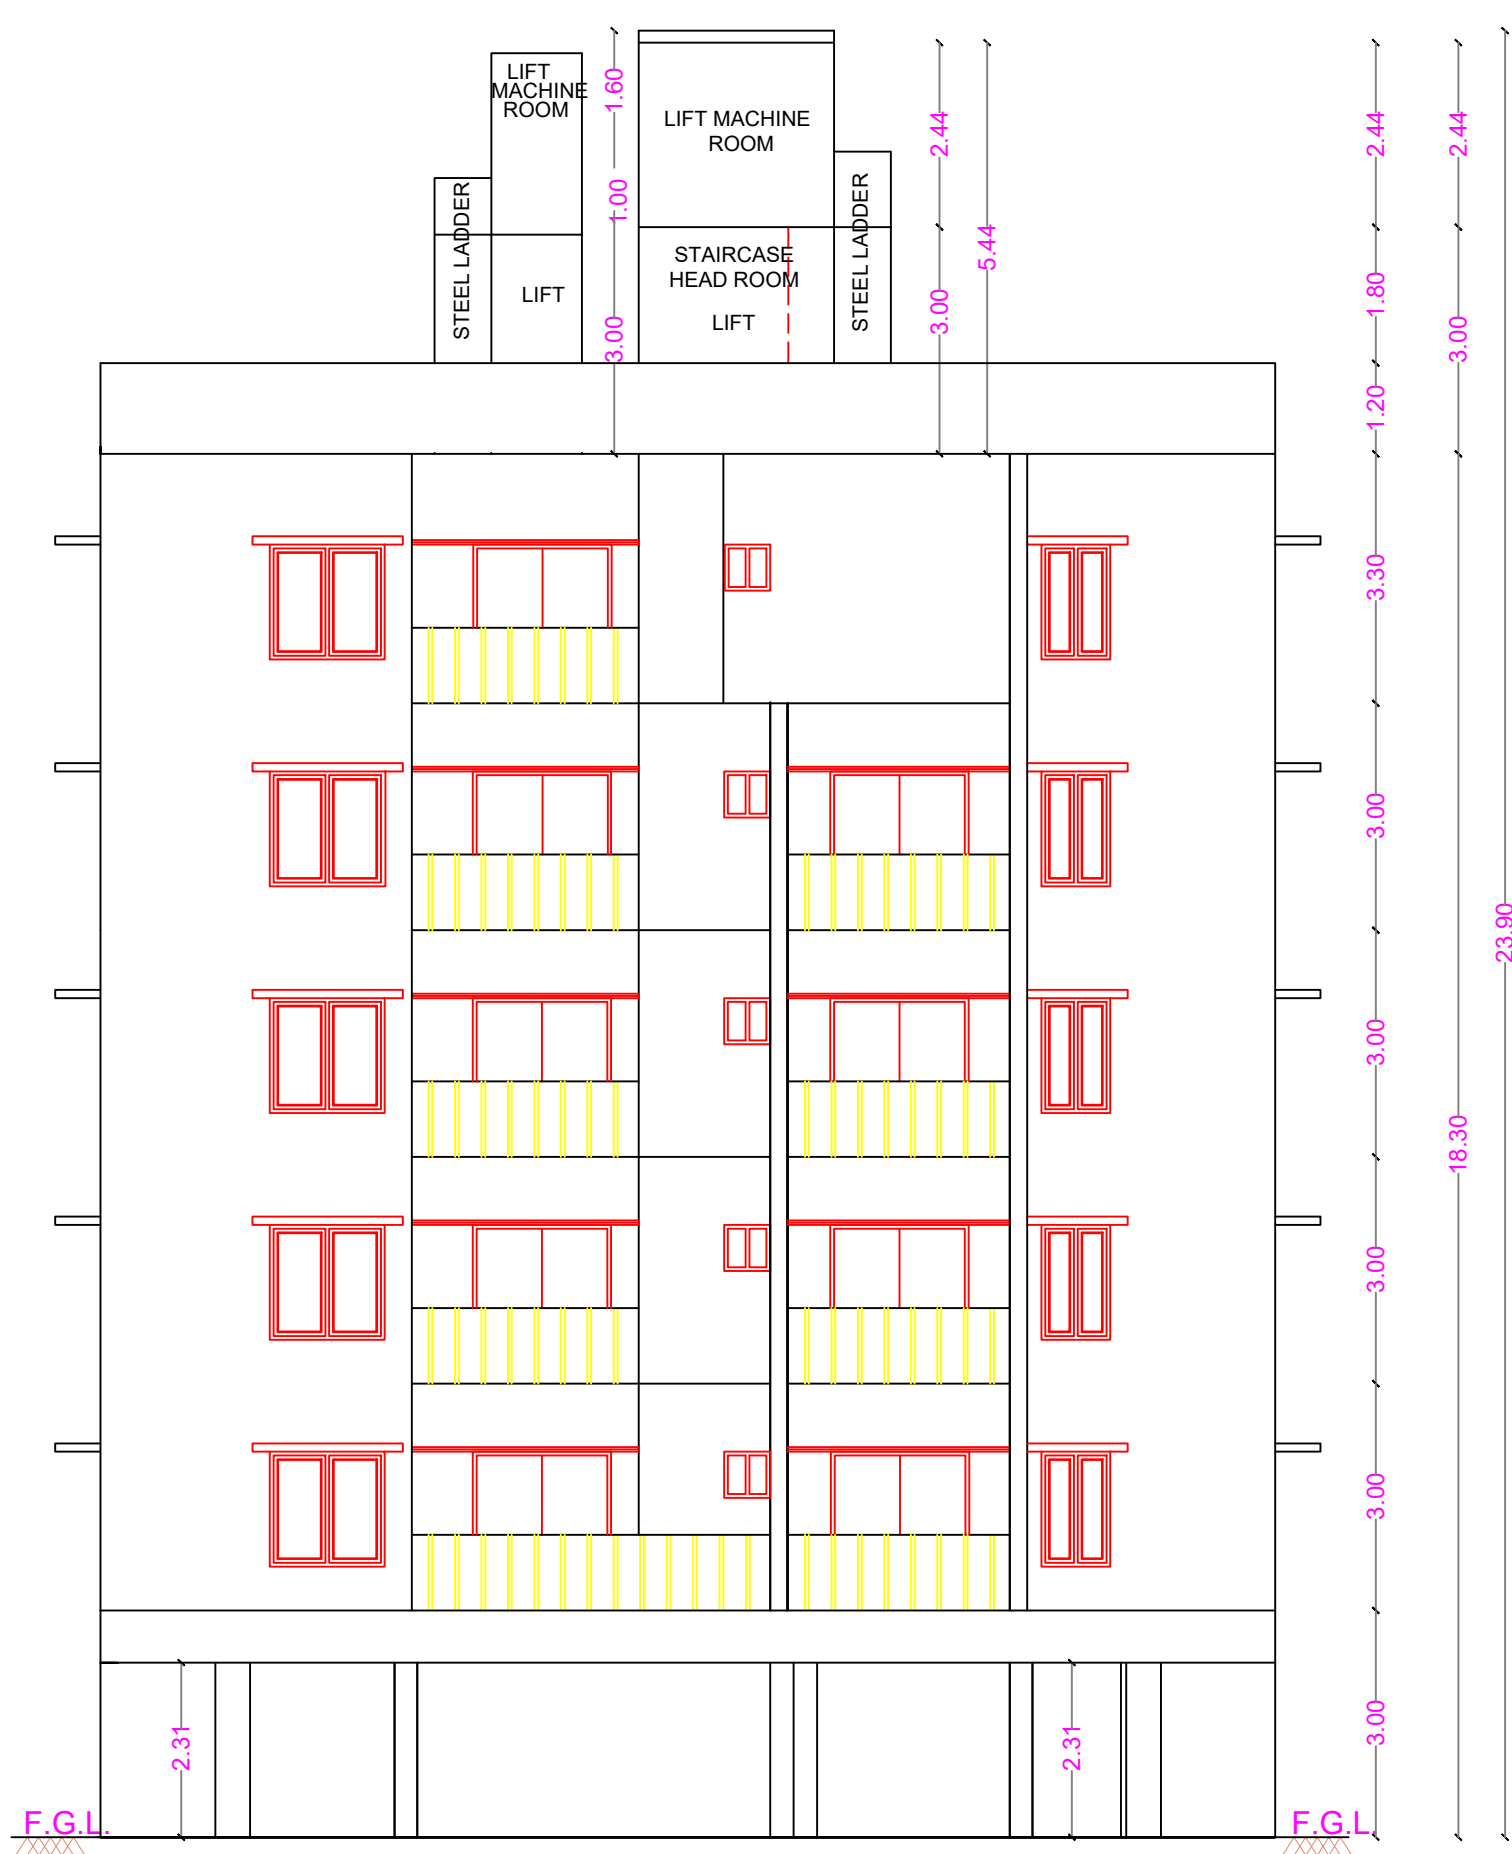 LIFT
MACHINE
ROOM
1.60
LIFT MACHINE
ROOM
2.44
2.44
2.44
STEEL LADDER
1.00
STEEL LADDER
5.44
STAIRCASE
HEAD ROOM
LIFT
LIFT
3.00
3.00
1.80
3.00
1.20
3.30
3.00
23.90
3.00
18.30
3.00
3.00
3.00
2.31
2.31
F.G.L.
F.G.L.